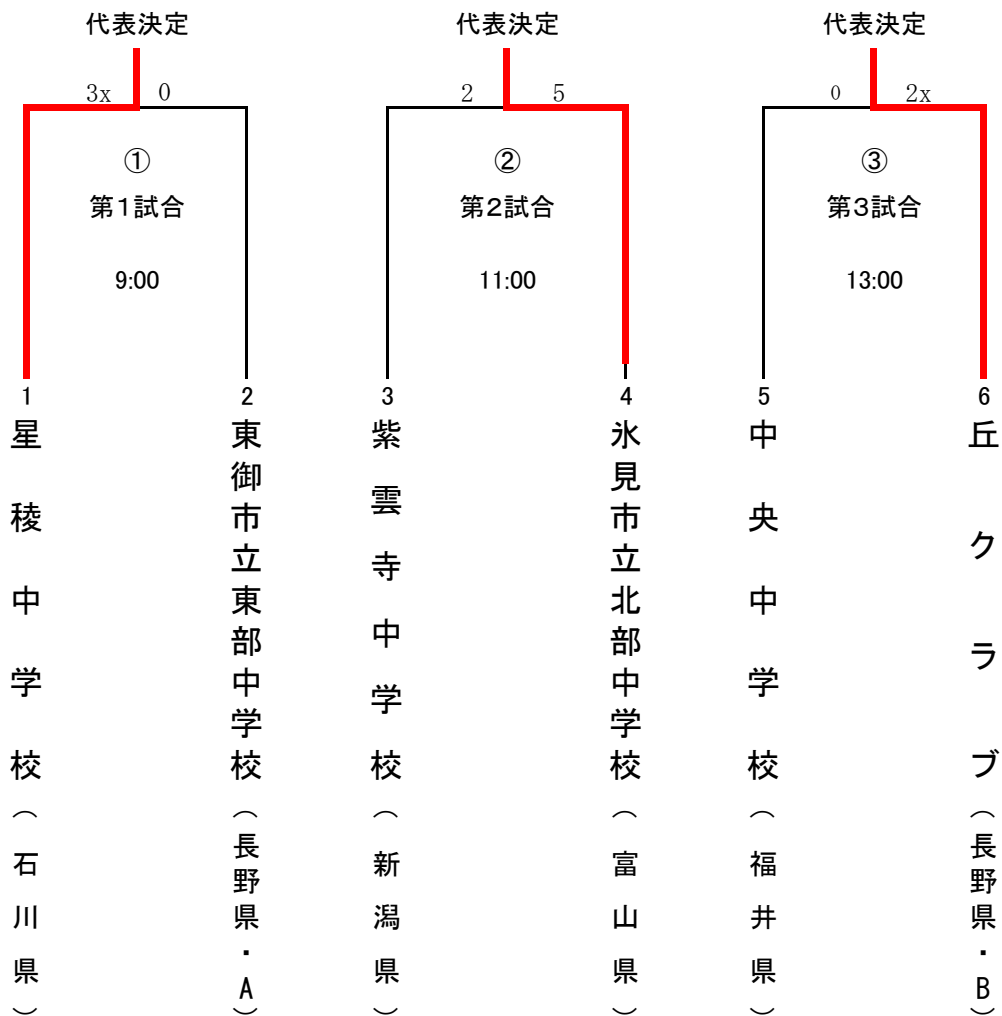 代表決定
代表決定
代表決定
3x
0
2
5
0
2x
①
②
③
第1試合
第2試合
第3試合
9:00
11:00
13:00
1
2
3
4
5
6
星稜中学校(石川県)
東御市立東部中学校(長野県・A)
紫雲寺中学校(新潟県)
氷見市立北部中学校(富山県)
中央中学校(福井県)
丘クラブ(長野県・B)